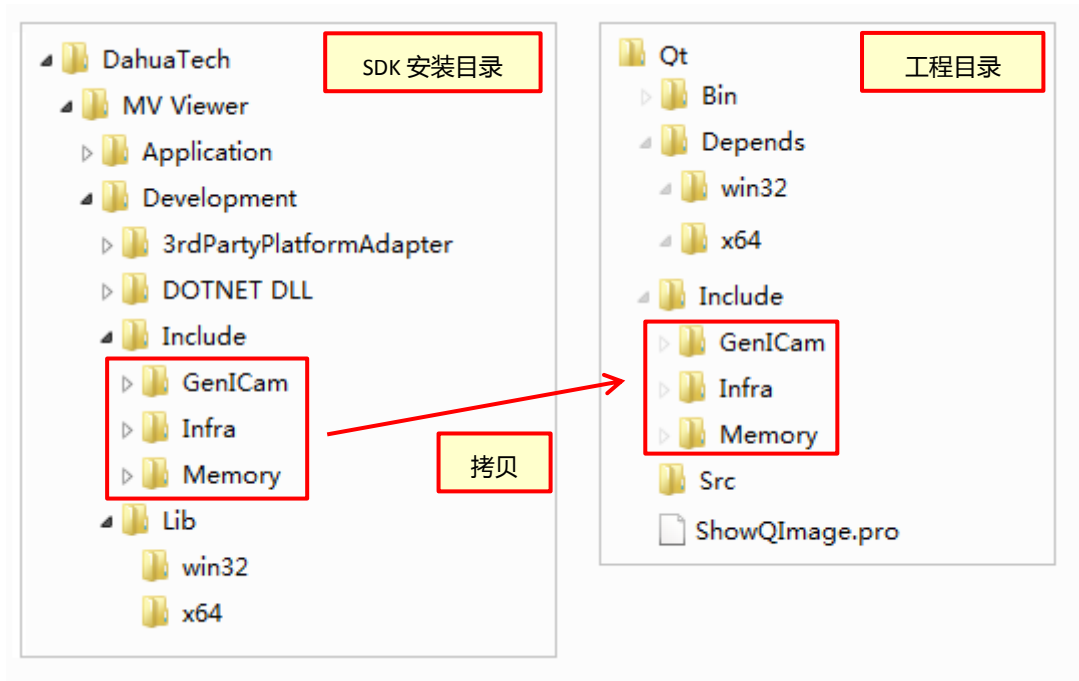 DahuaTech
SDK 安装目录
MV Viewer
Application
Development
3rdPartyPlatformAdapter
DOTNET DLL
Include
GenICam
Infra
Memory
Lib
win32
x64
拷贝
Qt
工程目录
Bin
Depends
win32
x64
Include
GenICam
Infra
Memory
Src
ShowQImage.pro